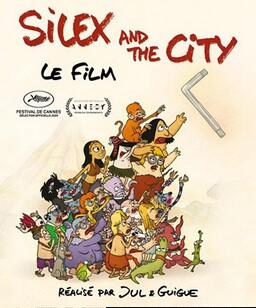 SILEX AND THE CITY
LE FILM
FESTIVAL DE CANNES
ANNECY
RÉALISÉ PAR JUL & GUIGUE